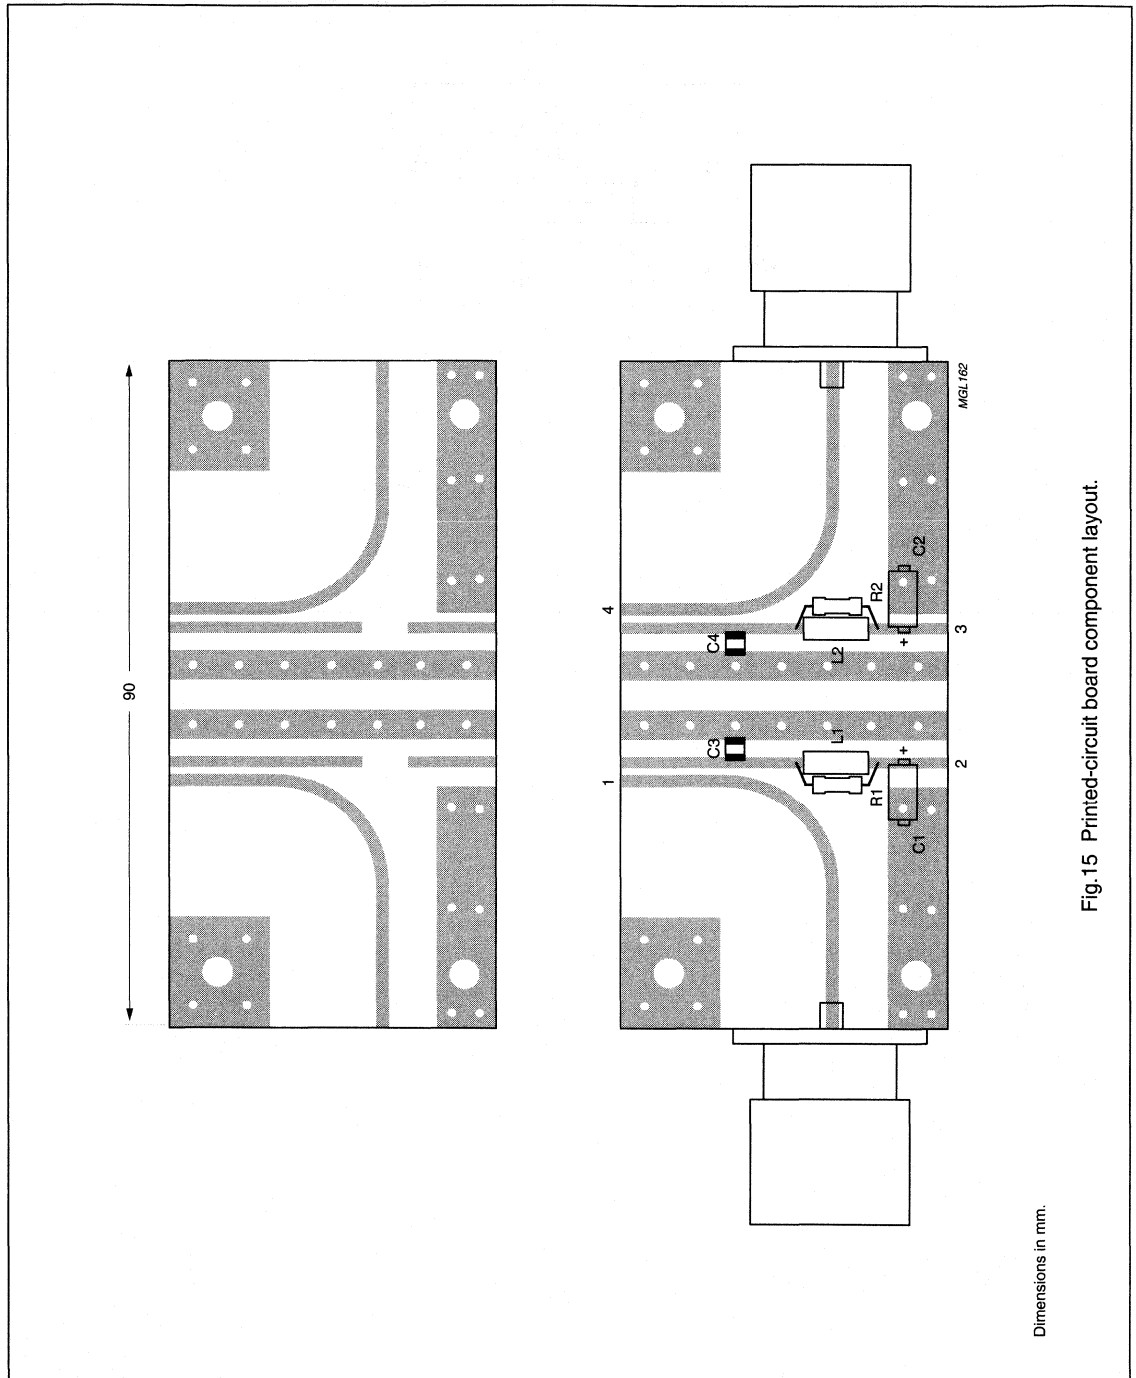 90
4
C4
L2
R2
C2
+
3
MGL162
1
C3
L1
R1
C1
+
2
Fig.15 Printed-circuit board component layout.
Dimensions in mm.